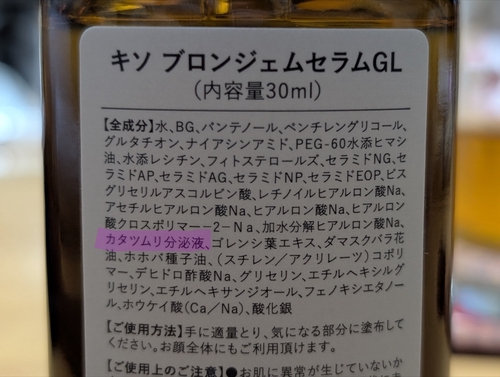 キソ ブロンジェムセラムGL
(内容量30ml)
【全成分】水、BG、パンテノール、ペンチレングリコール、
グルタチオン、ナイアシンアミド、PEG-60水添ヒマシ
油、水添レシチン、フィトステロールズ、セラミドNG、セ
ラミドAP、セラミドAG、セラミドNP、セラミドEOP、ビス
グリセリルアスコルビン酸、レチノイルヒアルロン酸Na、
アセチルヒアルロン酸Na、ヒアルロン酸Na、ヒアルロン
酸クロスポリマー-2-Na、加水分解ヒアルロン酸Na、
カタツムリ分泌液、ゴレンシ葉エキス、ダマスクバラ花
油、ホホバ種子油、(スチレン/アクリレーツ)コポリ
マー、デヒドロ酢酸Na、グリセリン、エチルヘキシルグ
リセリン、エチルヘキサンジオール、フェノキシエタノー
ル、ホウケイ酸(Ca/Na)、酸化銀
【ご使用方法】手に適量とり、気になる部分に塗布して
ください。お顔全体にもご利用頂けます。
【ご使用上のご注意】●お肌に異常が生じていないか